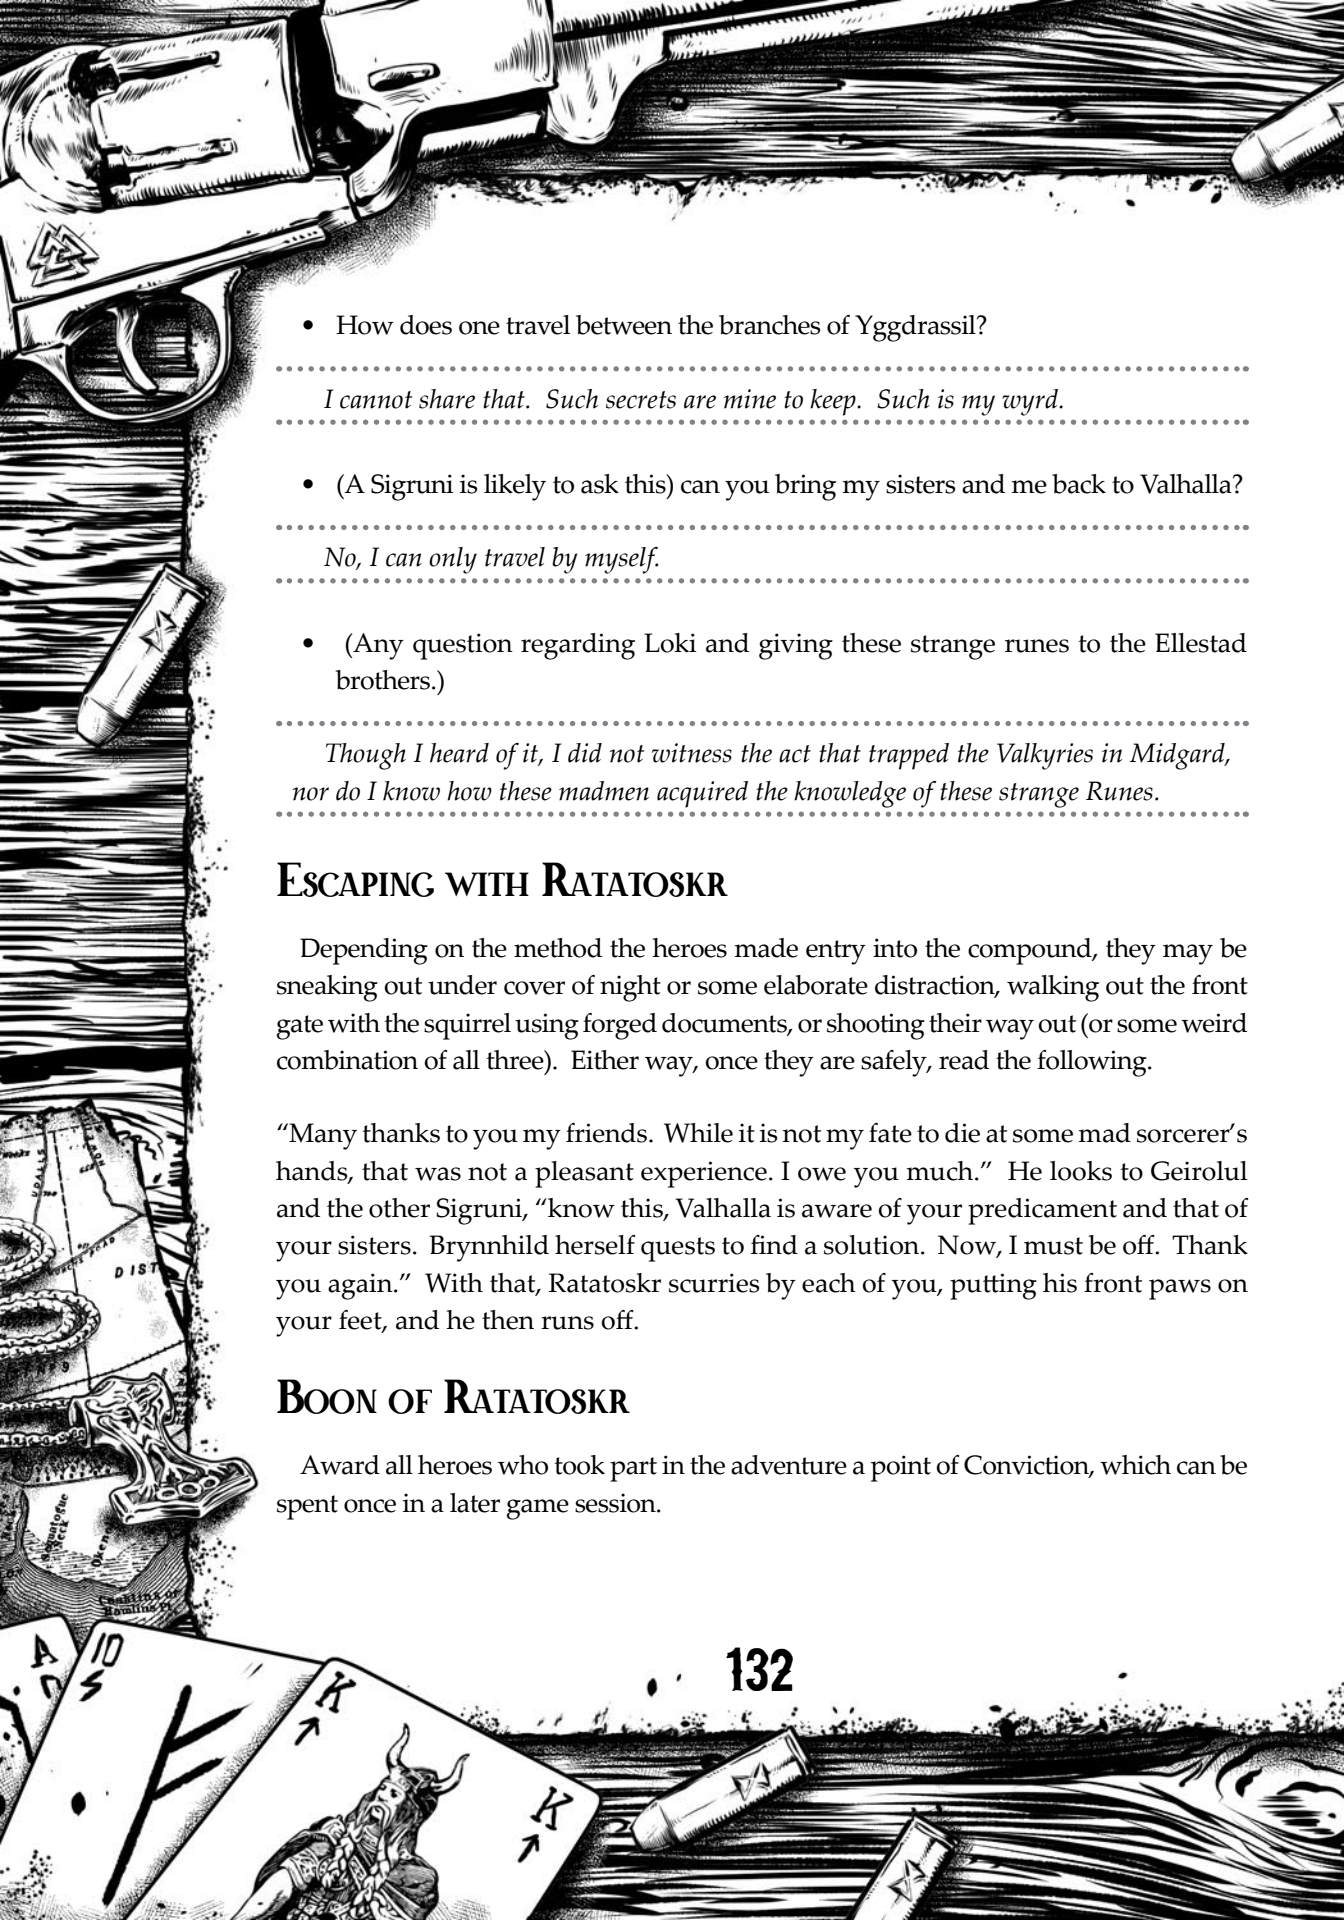 • How does one travel between the branches of Yggdrassil?
I cannot share that.  Such secrets are mine to keep.  Such is my wyrd.
• (A Sigruni is likely to ask this) can you bring my sisters and me back to Valhalla?
No, I can only travel by myself.
• (Any question regarding Loki and giving these strange runes to the Ellestad
brothers.)
Though I heard of it, I did not witness the act that trapped the Valkyries in Midgard,
nor do I know how these madmen acquired the knowledge of these strange Runes.
Escaping with Ratatoskr
Depending on the method the heroes made entry into the compound, they may be
sneaking out under cover of night or some elaborate distraction, walking out the front
gate with the squirrel using forged documents, or shooting their way out (or some weird
combination of all three).  Either way, once they are safely, read the following.
“Many thanks to you my friends.  While it is not my fate to die at some mad sorcerer’s
hands, that was not a pleasant experience. I owe you much.”  He looks to Geirolul
and the other Sigruni, “know this, Valhalla is aware of your predicament and that of
your sisters.  Brynnhild herself quests to find a solution.  Now, I must be off.  Thank
you again.”  With that, Ratatoskr scurries by each of you, putting his front paws on
your feet, and he then runs off.
Boon of Ratatoskr
Award all heroes who took part in the adventure a point of Conviction, which can be
spent once in a later game session.
DIST
Neck
Hamlins Pt
A
10
K
K
132